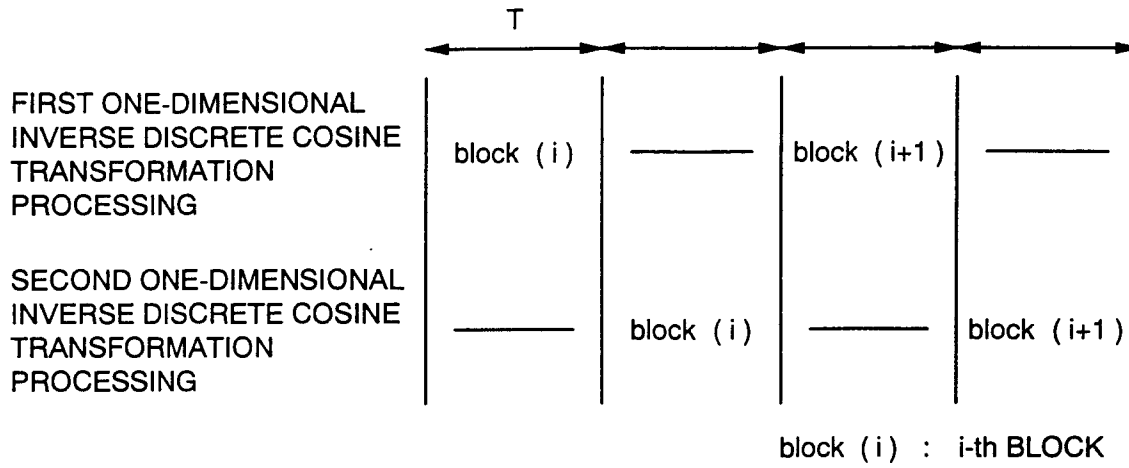 T
FIRST ONE-DIMENSIONAL
INVERSE DISCRETE COSINE
TRANSFORMATION
PROCESSING
block (i)
block (i+1)
SECOND ONE-DIMENSIONAL
INVERSE DISCRETE COSINE
TRANSFORMATION
PROCESSING
block (i)
block (i+1)
block (i) : i-th BLOCK